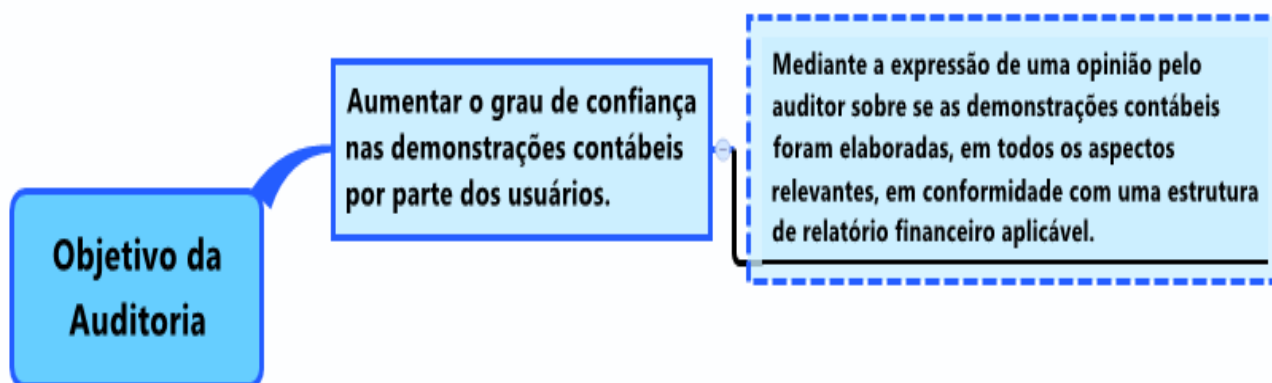 Objetivo da
Auditoria
Aumentar o grau de confiança
nas demonstrações contábeis
por parte dos usuários.
Mediante a expressão de uma opinião pelo
auditor sobre se as demonstrações contábeis
foram elaboradas, em todos os aspectos
relevantes, em conformidade com uma estrutura
de relatório financeiro aplicável.